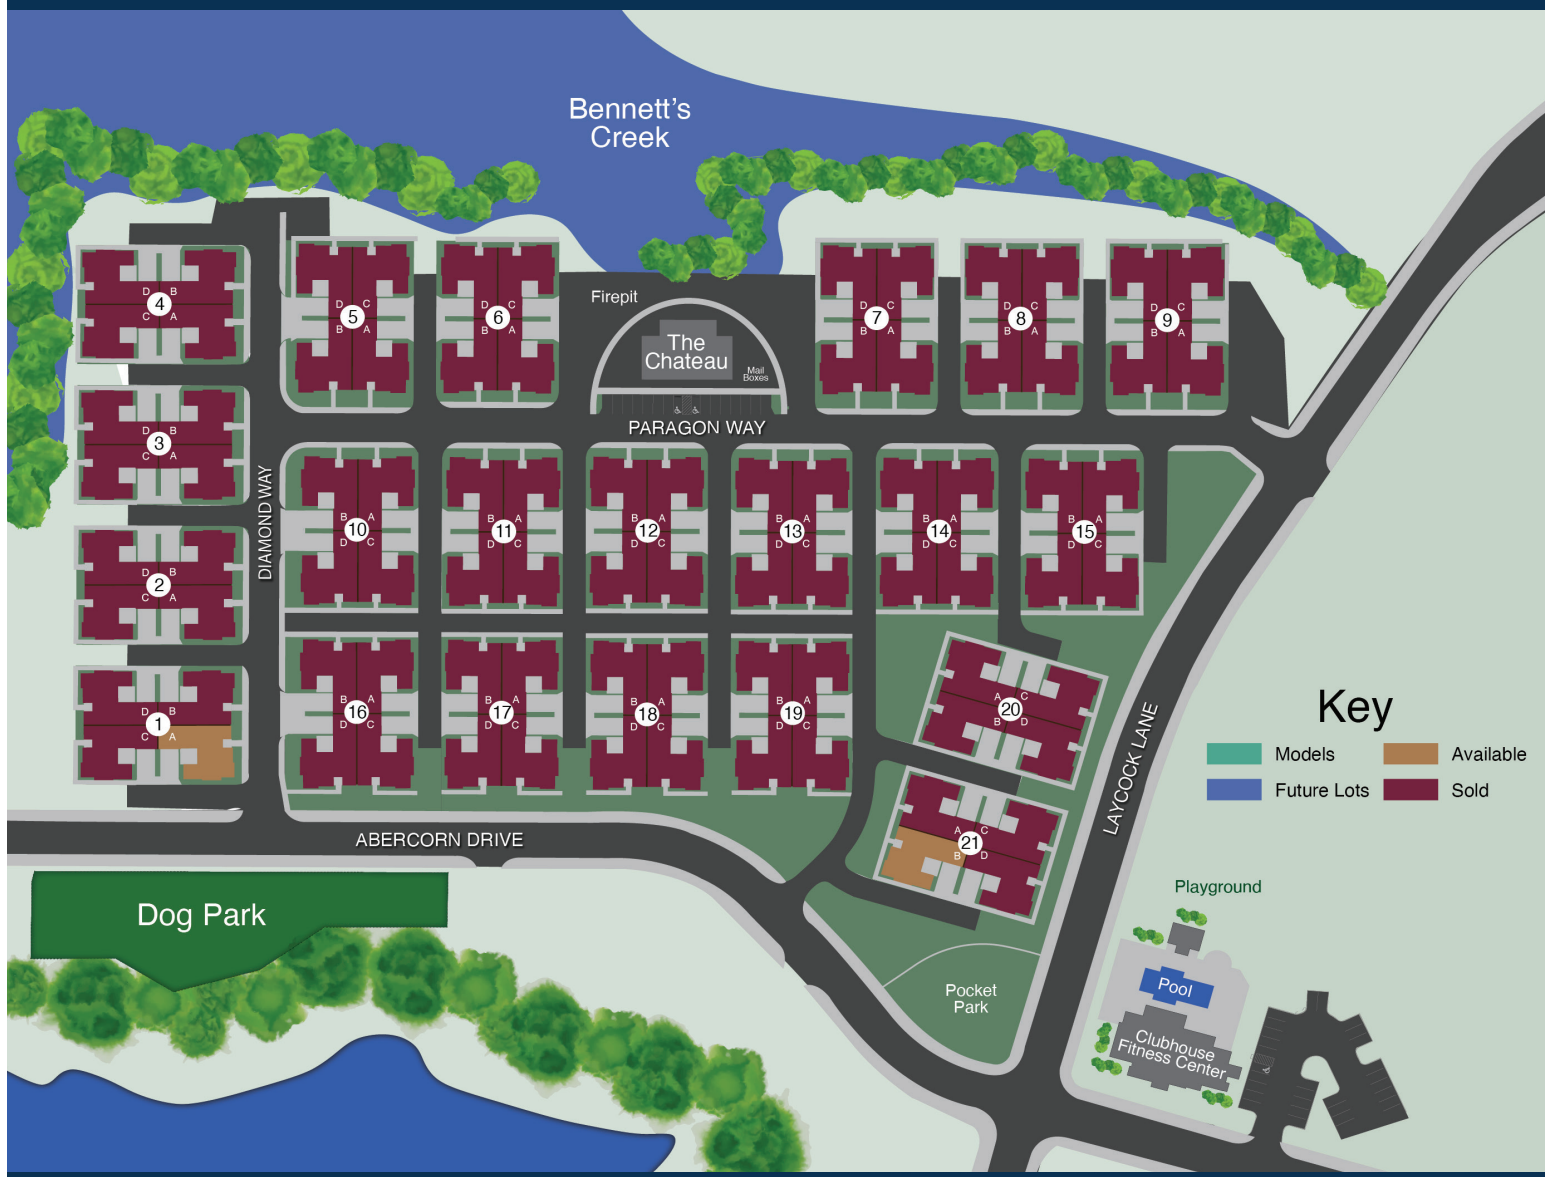 Bennett's
Creek
Firepit
The
Chateau
Mail
Boxes
PARAGON WAY
DIAMOND WAY
D B
4
C A
D C
5
B A
D C
6
B A
D C
7
B A
D C
8
B A
D C
9
B A
D B
3
C A
B A
10
D C
B A
11
D C
B A
12
D C
B A
13
D C
B A
14
D C
B A
15
D C
D B
2
C A
D B
1
C A
B A
16
D C
B A
17
D C
B A
18
D C
B A
19
D C
A C
20
B D
A C
21
B D
LAYCOCK LANE
Key
Models
Available
Future Lots
Sold
ABERCORN DRIVE
Dog Park
Playground
Pool
Pocket
Park
Clubhouse
Fitness Center